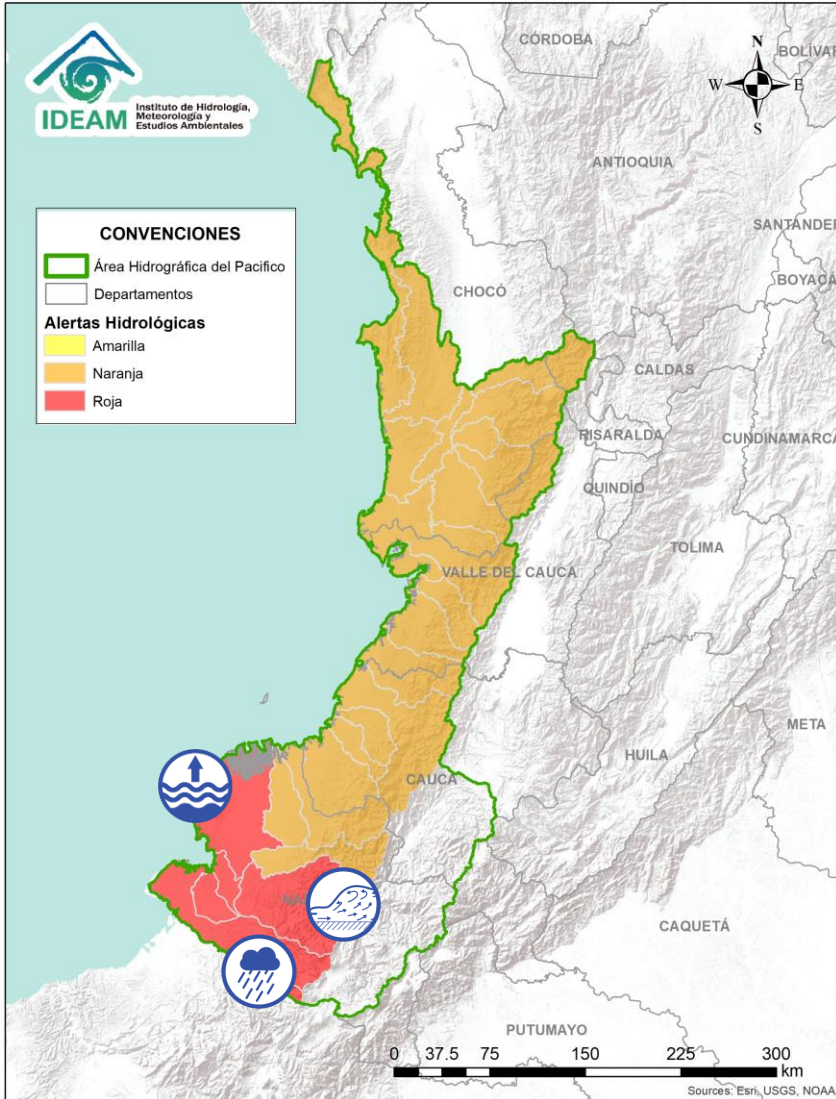 IDEAM
Instituto de Hidrología,
Meteorología y
Estudios Ambientales
CONVENCIONES
Área Hidrográfica del Pacifico
Departamentos
Alertas Hidrológicas
Amarilla
Naranja
Roja
N
W
E
S
CÓRDOBA
BOLÍVAR
ANTIOQUIA
SANTANDER
BOYACÁ
CHOCÓ
CALDAS
RISARALDA
CUNDINAMARCA
QUINDÍO
TOLIMA
VALLE DEL CAUCA
META
HUILA
CAUCA
CAQUETÁ
PUTUMAYO
0 37.5 75 150 225 300
km
Sources: Esri, USGS, NOAA